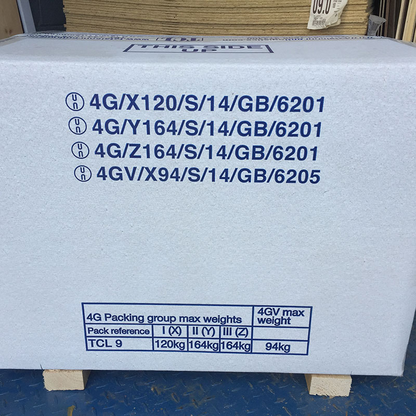 THIS SIDE
UP
4G/X120/S/14/GB/6201
4G/Y164/S/14/GB/6201
4G/Z164/S/14/GB/6201
4GV/X94/S/14/GB/6205
4G Packing group max weights 4GV max weight
Pack reference I (X) II (Y) III (Z)
TCL 9 120kg 164kg 164kg 94kg